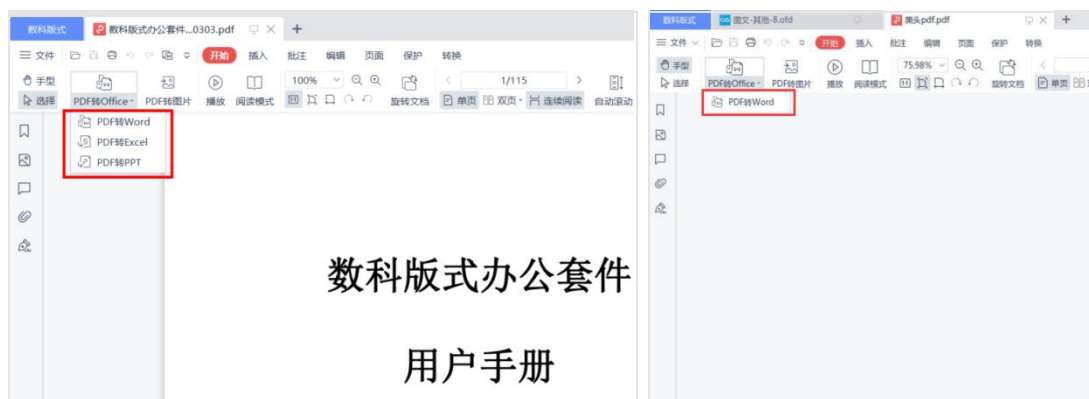 数科版式 数科版式办公套件...0303.pdf
文件 开始 插入 批注 编辑 页面 保护 转换
手型 100% 1/115
选择 PDF转Office PDF转图片 播放 阅读模式 旋转文档 单页 双页 连续阅读 自动滚动
PDF转Word
PDF转Excel
PDF转PPT
数科版式办公套件
用户手册
数科版式 图文-其他-8.ofd 黑头pdf.pdf
文件 开始 插入 批注 编辑 页面 保护 转换
手型 75.98%
选择 PDF转Office PDF转图片 播放 阅读模式 旋转文档 单页
PDF转Word